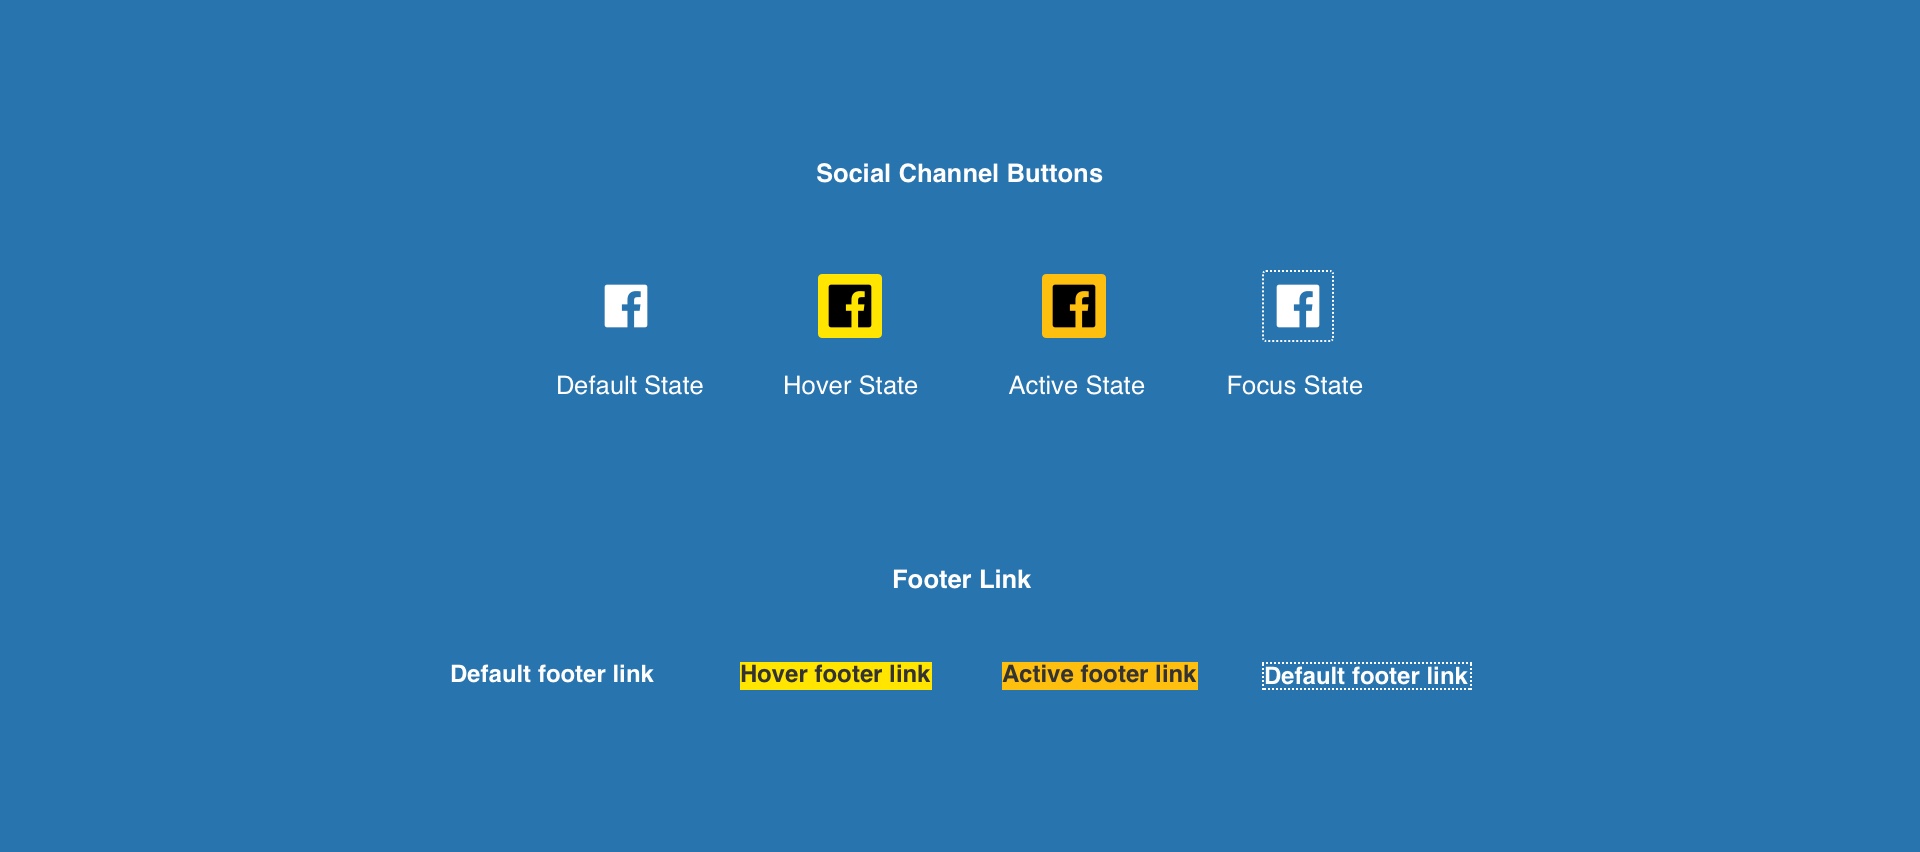 Social Channel Buttons
Default State
Hover State
Active State
Focus State
Footer Link
Default footer link
Hover footer link
Active footer link
Default footer link